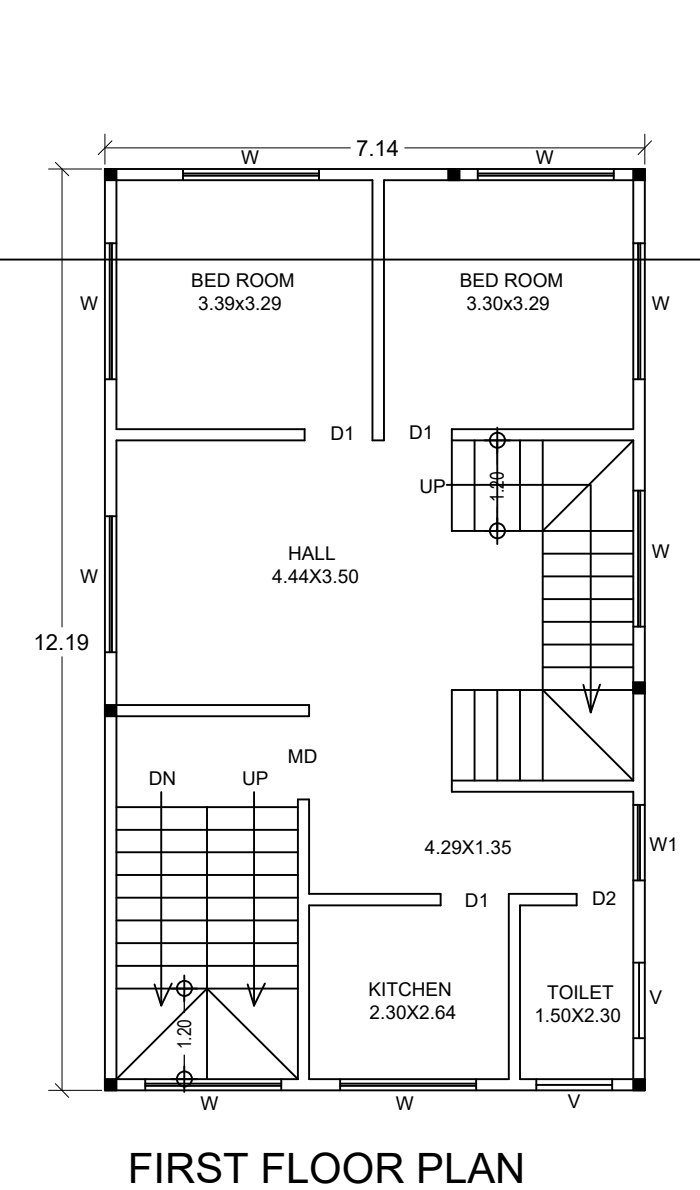 7.14
W
W
BED ROOM
3.39x3.29
BED ROOM
3.30x3.29
W
W
D1
D1
UP
1.20
HALL
4.44X3.50
W
W
12.19
MD
DN
UP
4.29X1.35
W1
D1
D2
KITCHEN
2.30X2.64
TOILET
1.50X2.30
V
1.20
W
W
V
FIRST FLOOR PLAN